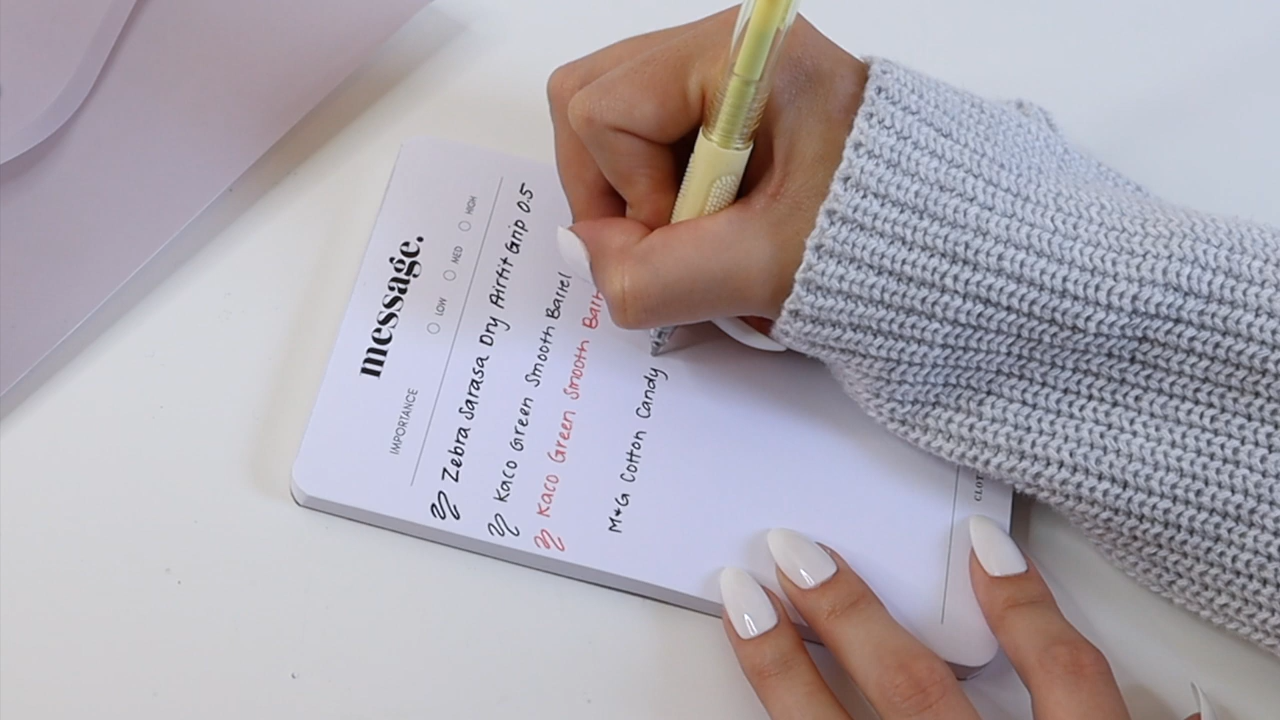 message.
IMPORTANCE LOW MED HIGH
Zebra Sarasa Dry Airfit Grip 0.5
Kaco Green Smooth Barrel
Kaco Green Smooth
M+G Cotton Candy